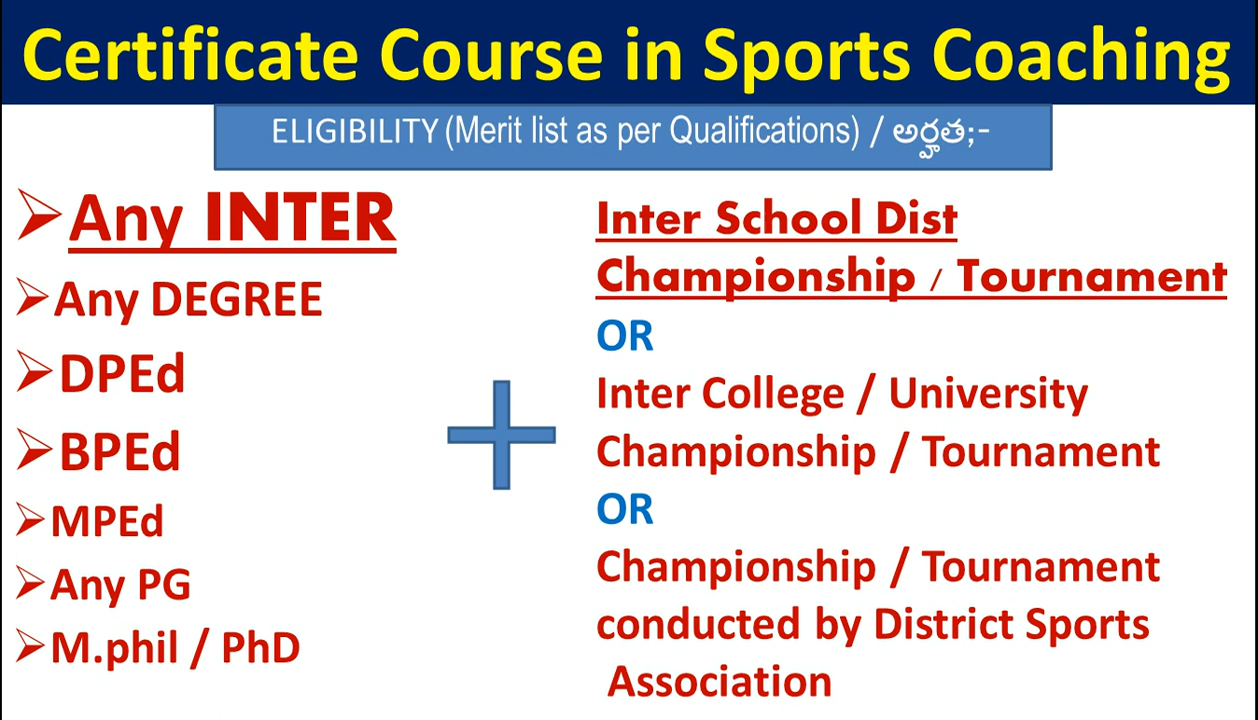 Certificate Course in Sports Coaching
ELIGIBILITY (Merit list as per Qualifications) / అర్హత;-
Any INTER
Any DEGREE
DPEd
BPEd
MPEd
Any PG
M.phil / PhD
Inter School Dist
Championship / Tournament
OR
Inter College / University
Championship / Tournament
OR
Championship / Tournament
conducted by District Sports
Association